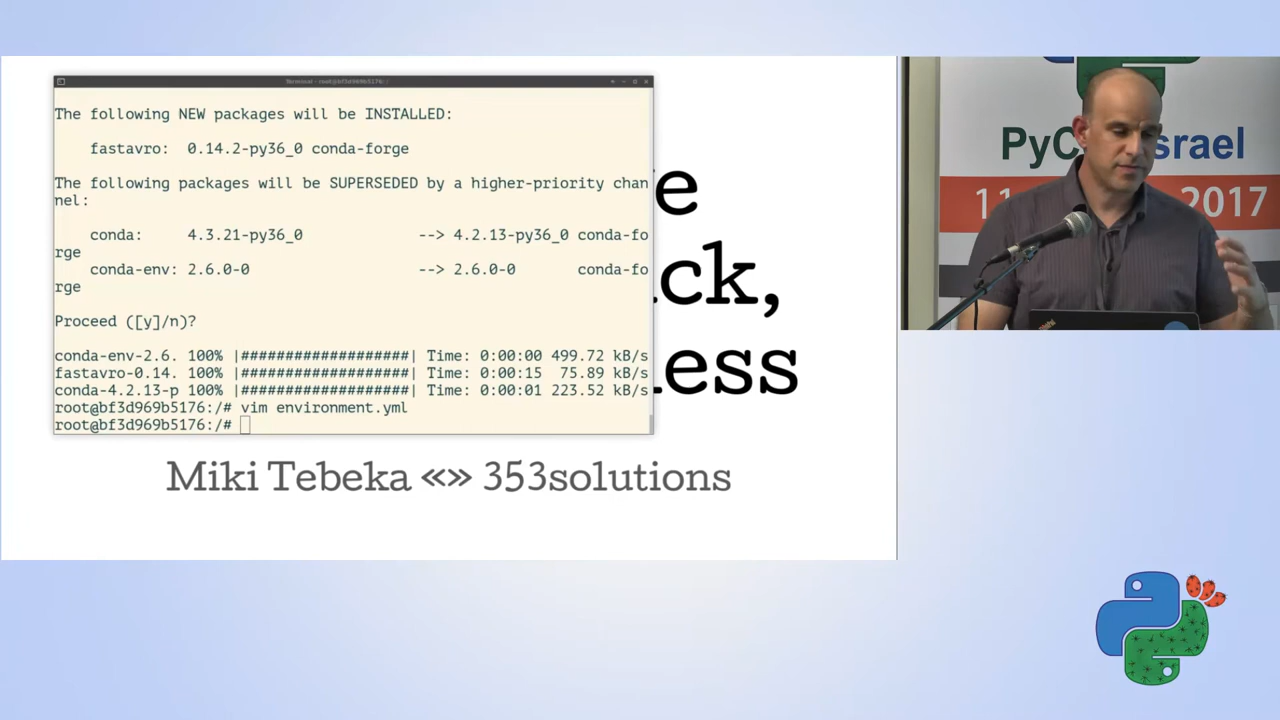 The following NEW packages will be INSTALLED:
fastavro: 0.14.2-py36_0 conda-forge
The following packages will be SUPERSEDED by a higher-priority chan
nel:
conda: 4.3.21-py36_0 --> 4.2.13-py36_0 conda-fo
rge
conda-env: 2.6.0-0 --> 2.6.0-0 conda-fo
rge
Proceed ([y]/n)?
conda-env-2.6. 100% |###################| Time: 0:00:00 499.72 kB/s
fastavro-0.14. 100% |###################| Time: 0:00:15 75.89 kB/s
conda-4.2.13-p 100% |###################| Time: 0:00:01 223.52 kB/s
root@bf3d969b5176:/# vim environment.yml
root@bf3d969b5176:/#
ck,
ess
Miki Tebeka «» 353solutions
PyC srael
11 2017